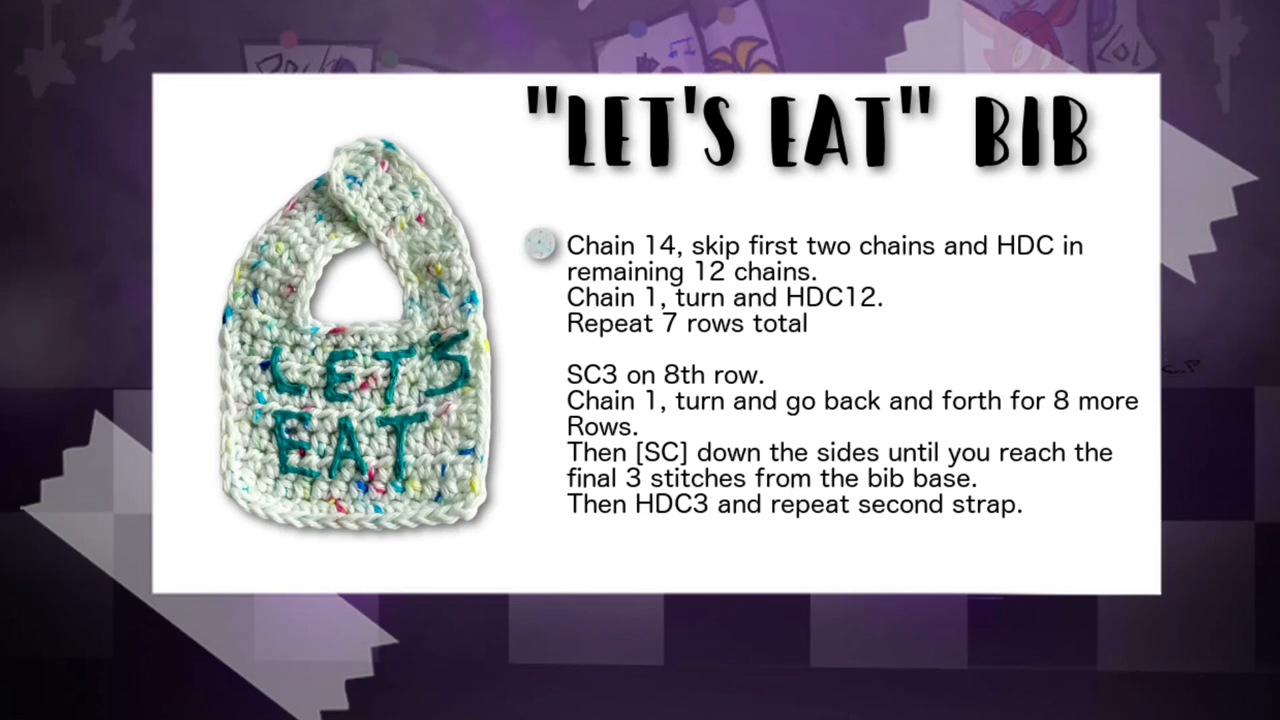 "LET'S EAT" BIB
Chain 14, skip first two chains and HDC in
remaining 12 chains.
Chain 1, turn and HDC12.
Repeat 7 rows total
SC3 on 8th row.
Chain 1, turn and go back and forth for 8 more
Rows.
Then [SC] down the sides until you reach the
final 3 stitches from the bib base.
Then HDC3 and repeat second strap.
LET'S
EAT